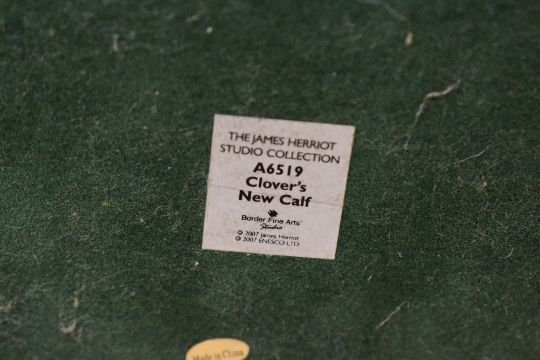 THE JAMES HERRIOT
STUDIO COLLECTION
A6519
Clover's
New Calf
Border Fine Arts
Studio
© 2007 James Herriot
© 2007 ENESCO LTD
Made in China